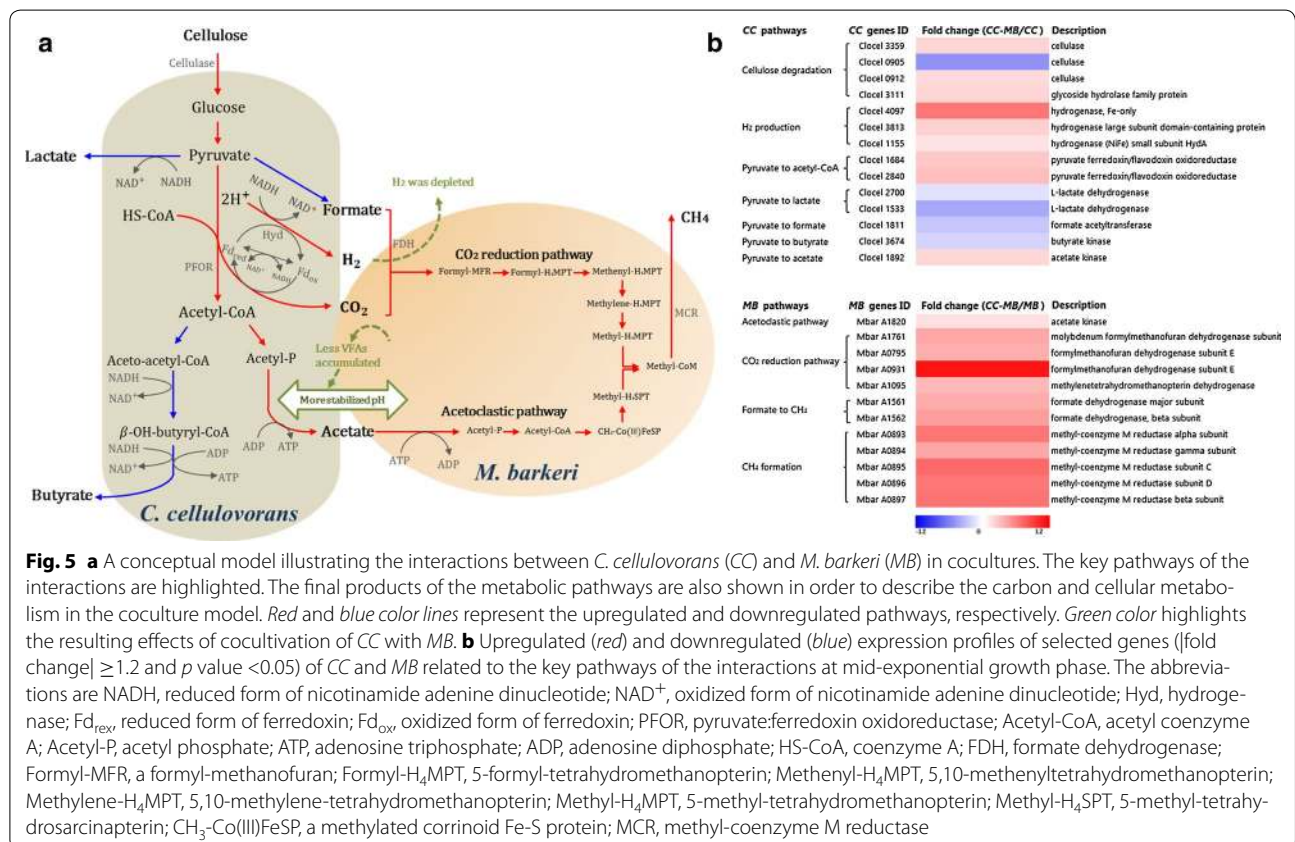 a
Cellulose
Cellulase
Glucose
Lactate
Pyruvate
NAD⁺
NADH
2H⁺
NADH
NAD⁺
Formate
HS-CoA
Hyd
Fd_red
NAD⁺
NADH
Fd_ox
PFOR
H₂
CO₂
Acetyl-CoA
Aceto-acetyl-CoA
Acetyl-P
NADH
NAD⁺
β-OH-butyryl-CoA
NADH
NAD⁺
ADP
ATP
ADP
ATP
Acetate
Butyrate
C. cellulovorans
H₂ was depleted
Less VFAs
accumulated
More stabilized pH
FDH
CH₄
CO₂ reduction pathway
Formyl-MFR
Formyl-H₄MPT
Methenyl-H₄MPT
Methylene-H₄MPT
Methyl-H₄MPT
MCR
Methyl-CoM
Methyl-H₄SPT
Acetoclastic pathway
Acetyl-P
Acetyl-CoA
CH₃-Co(III)FeSP
ATP
ADP
M. barkeri
b
CC pathways CC genes ID Fold change (CC-MB/CC) Description
Cellulose degradation
Clocel 3359 cellulase
Clocel 0905 cellulase
Clocel 0912 cellulase
Clocel 3111 glycoside hydrolase family protein
H₂ production
Clocel 4097 hydrogenase, Fe-only
Clocel 3813 hydrogenase large subunit domain-containing protein
Clocel 1155 hydrogenase (NiFe) small subunit HydA
Pyruvate to acetyl-CoA
Clocel 1684 pyruvate ferredoxin/flavodoxin oxidoreductase
Clocel 2840 pyruvate ferredoxin/flavodoxin oxidoreductase
Pyruvate to lactate
Clocel 2700 L-lactate dehydrogenase
Clocel 1533 L-lactate dehydrogenase
Pyruvate to formate Clocel 1811 formate acetyltransferase
Pyruvate to butyrate Clocel 3674 butyrate kinase
Pyruvate to acetate Clocel 1892 acetate kinase
MB pathways MB genes ID Fold change (CC-MB/MB) Description
Acetoclastic pathway Mbar A1820 acetate kinase
CO₂ reduction pathway
Mbar A1761 molybdenum formylmethanofuran dehydrogenase subunit
Mbar A0795 formylmethanofuran dehydrogenase subunit E
Mbar A0931 formylmethanofuran dehydrogenase subunit E
Mbar A1095 methylenetetrahydromethanopterin dehydrogenase
Formate to CH₄
Mbar A1561 formate dehydrogenase major subunit
Mbar A1562 formate dehydrogenase, beta subunit
CH₄ formation
Mbar A0893 methyl-coenzyme M reductase alpha subunit
Mbar A0894 methyl-coenzyme M reductase gamma subunit
Mbar A0895 methyl-coenzyme M reductase subunit C
Mbar A0896 methyl-coenzyme M reductase subunit D
Mbar A0897 methyl-coenzyme M reductase beta subunit
-12 0 12
Fig. 5 a A conceptual model illustrating the interactions between C. cellulovorans (CC) and M. barkeri (MB) in cocultures. The key pathways of the
interactions are highlighted. The final products of the metabolic pathways are also shown in order to describe the carbon and cellular metabo-
lism in the coculture model. Red and blue color lines represent the upregulated and downregulated pathways, respectively. Green color highlights
the resulting effects of cocultivation of CC with MB. b Upregulated (red) and downregulated (blue) expression profiles of selected genes (|fold
change| ≥1.2 and p value <0.05) of CC and MB related to the key pathways of the interactions at mid-exponential growth phase. The abbrevia-
tions are NADH, reduced form of nicotinamide adenine dinucleotide; NAD⁺, oxidized form of nicotinamide adenine dinucleotide; Hyd, hydroge-
nase; Fd_rex, reduced form of ferredoxin; Fd_ox, oxidized form of ferredoxin; PFOR, pyruvate:ferredoxin oxidoreductase; Acetyl-CoA, acetyl coenzyme
A; Acetyl-P, acetyl phosphate; ATP, adenosine triphosphate; ADP, adenosine diphosphate; HS-CoA, coenzyme A; FDH, formate dehydrogenase;
Formyl-MFR, a formyl-methanofuran; Formyl-H₄MPT, 5-formyl-tetrahydromethanopterin; Methenyl-H₄MPT, 5,10-methenyltetrahydromethanopterin;
Methylene-H₄MPT, 5,10-methylene-tetrahydromethanopterin; Methyl-H₄MPT, 5-methyl-tetrahydromethanopterin; Methyl-H₄SPT, 5-methyl-tetrahy-
drosarcinapterin; CH₃-Co(III)FeSP, a methylated corrinoid Fe-S protein; MCR, methyl-coenzyme M reductase